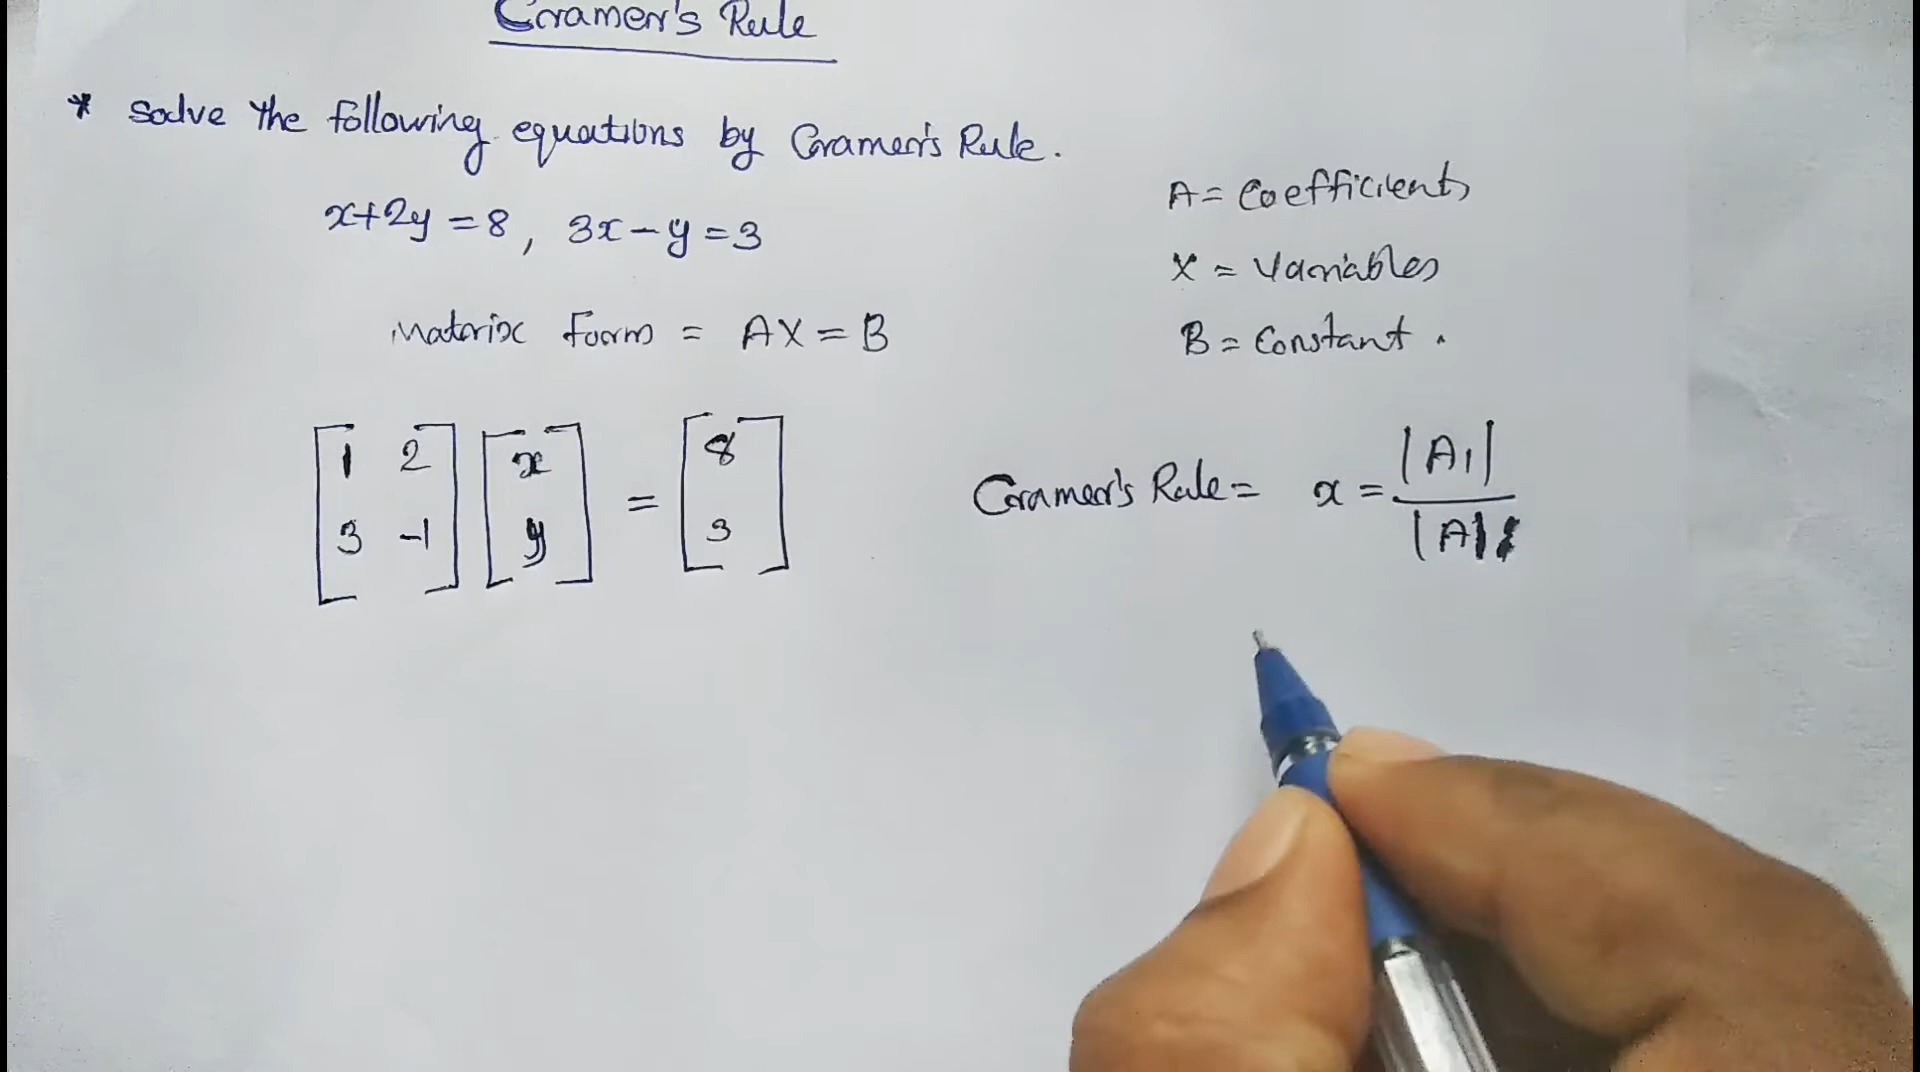 Cramer's Rule
* Solve the following equations by Cramer's Rule.
x+2y = 8, 3x - y = 3
Matrix Form = AX = B
A = Coefficients
X = Variables
B = Constant.
[1 2
3 -1] [x
y] = [8
3]
Cramer's Rule = x = |A1| / |A|